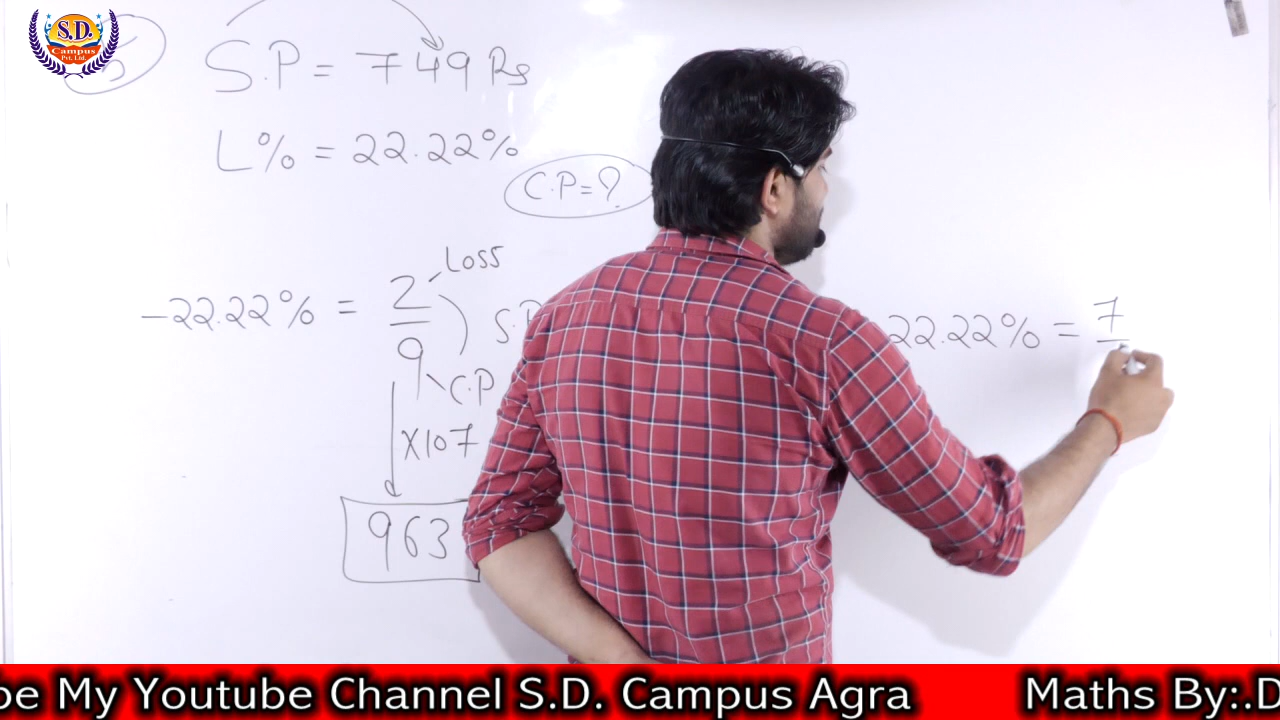 S.D.
Campus
Pvt. Ltd.
S.P = 749 Rs
L% = 22.22%
C.P = ?
-22.22% = 2/9
Loss
S.P
C.P
×107
963
22.22% = 7
be My Youtube Channel S.D. Campus Agra Maths By:.D